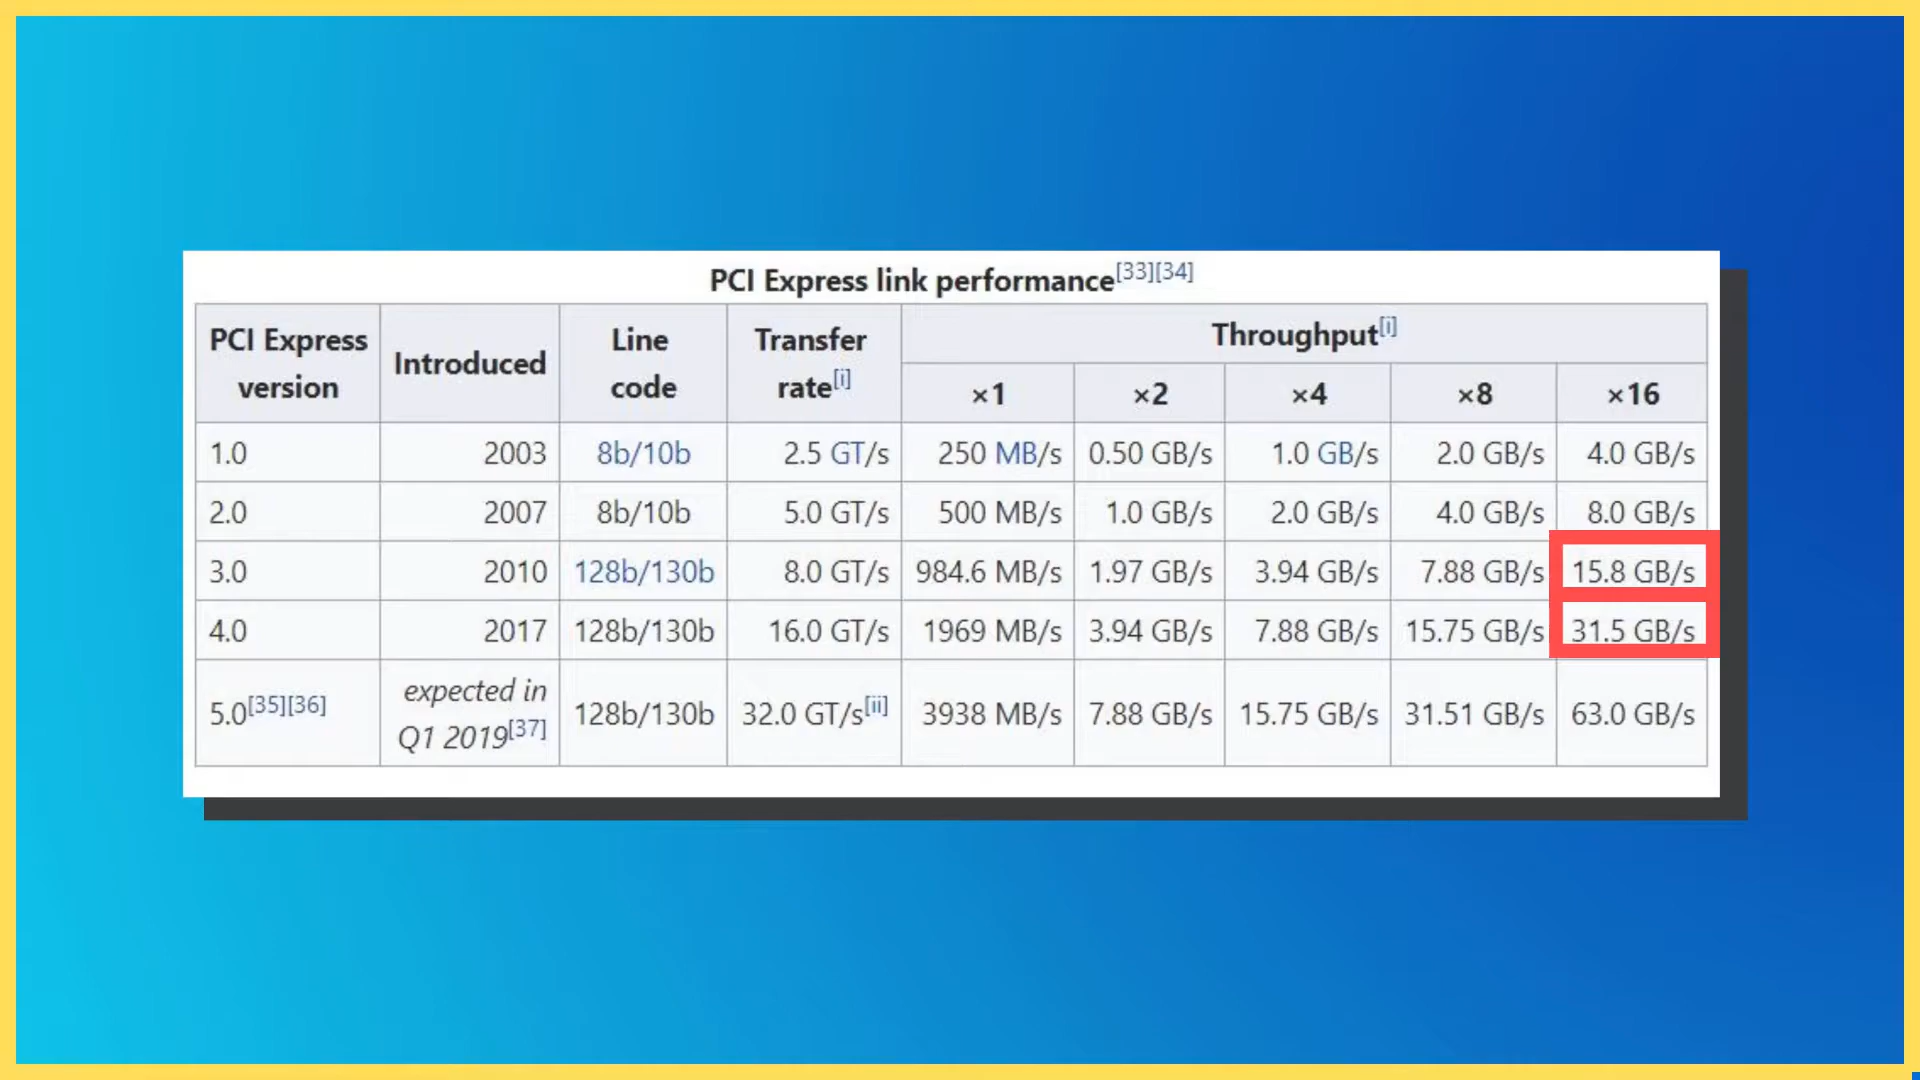 PCI Express link performance[33][34]
PCI Express version Introduced Line code Transfer rate[i] Throughput[i]
×1 ×2 ×4 ×8 ×16
1.0 2003 8b/10b 2.5 GT/s 250 MB/s 0.50 GB/s 1.0 GB/s 2.0 GB/s 4.0 GB/s
2.0 2007 8b/10b 5.0 GT/s 500 MB/s 1.0 GB/s 2.0 GB/s 4.0 GB/s 8.0 GB/s
3.0 2010 128b/130b 8.0 GT/s 984.6 MB/s 1.97 GB/s 3.94 GB/s 7.88 GB/s 15.8 GB/s
4.0 2017 128b/130b 16.0 GT/s 1969 MB/s 3.94 GB/s 7.88 GB/s 15.75 GB/s 31.5 GB/s
5.0[35][36] expected in Q1 2019[37] 128b/130b 32.0 GT/s[ii] 3938 MB/s 7.88 GB/s 15.75 GB/s 31.51 GB/s 63.0 GB/s